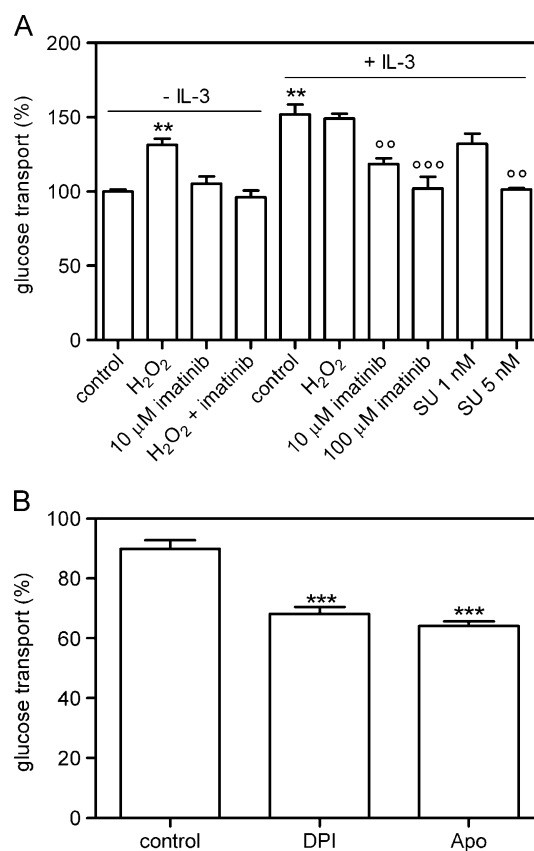 A
glucose transport (%)
200
150
100
50
0
- IL-3
+ IL-3
**
**
°°
°°°
°°
control
H₂O₂
10 μM imatinib
H₂O₂ + imatinib
control
H₂O₂
10 μM imatinib
100 μM imatinib
SU 1 nM
SU 5 nM
B
glucose transport (%)
100
80
60
40
20
0
***
***
control
DPI
Apo